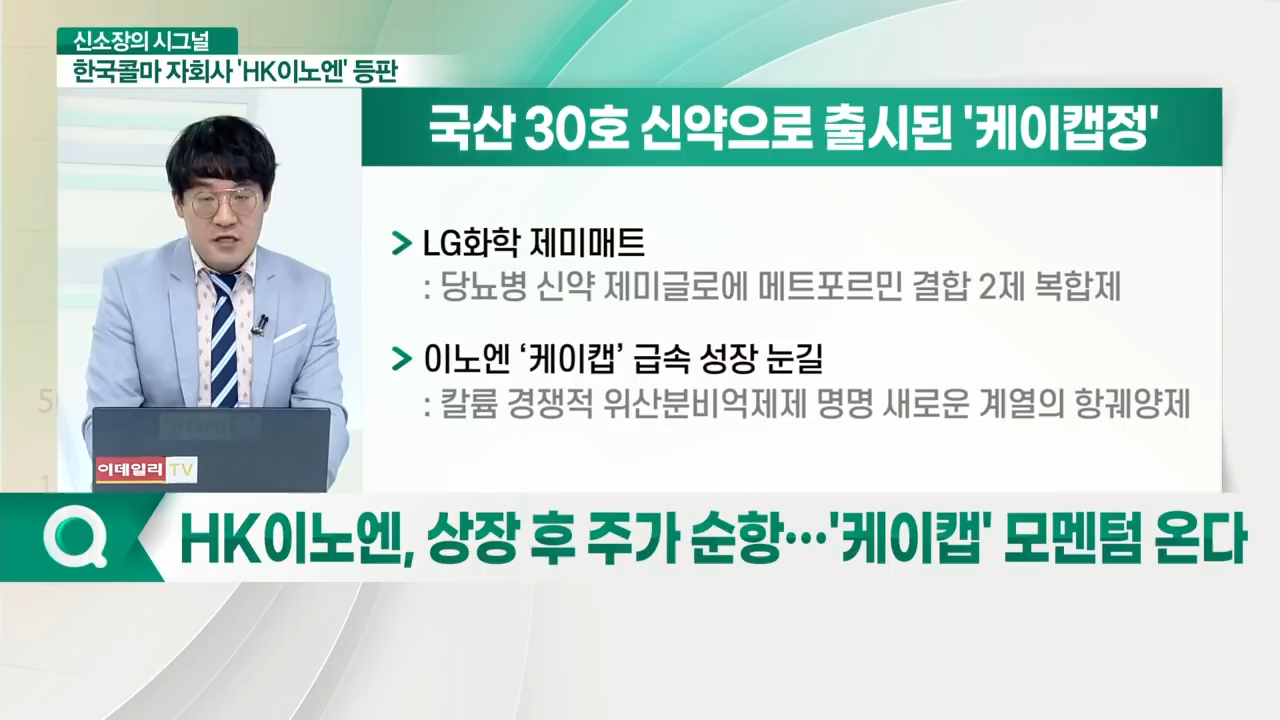 신소장의 시그널
한국콜마 자회사 'HK이노엔' 등판
국산 30호 신약으로 출시된 '케이캡정'
LG화학 제미매트
: 당뇨병 신약 제미글로에 메트포르민 결합 2제 복합제
이노엔 ‘케이캡’ 급속 성장 눈길
: 칼륨 경쟁적 위산분비억제제 명명 새로운 계열의 항궤양제
이데일리 TV
HK이노엔, 상장 후 주가 순항…'케이캡' 모멘텀 온다